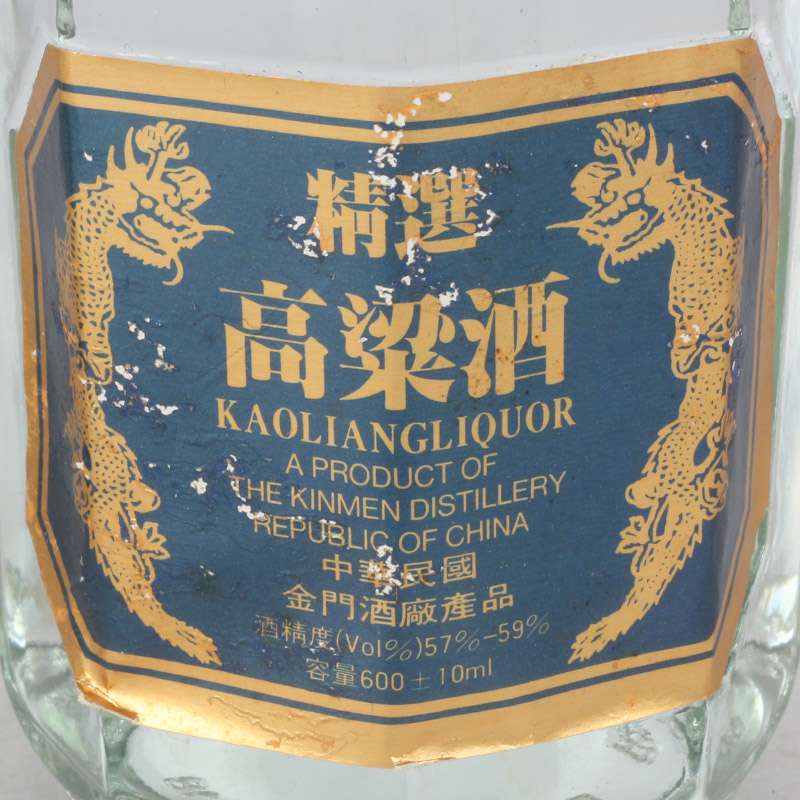 精選
高粱酒
KAOLIANGLIQUOR
A PRODUCT OF
THE KINMEN DISTILLERY
REPUBLIC OF CHINA
中華民國
金門酒廠產品
酒精度(Vol%)57%-59%
容量600±10ml